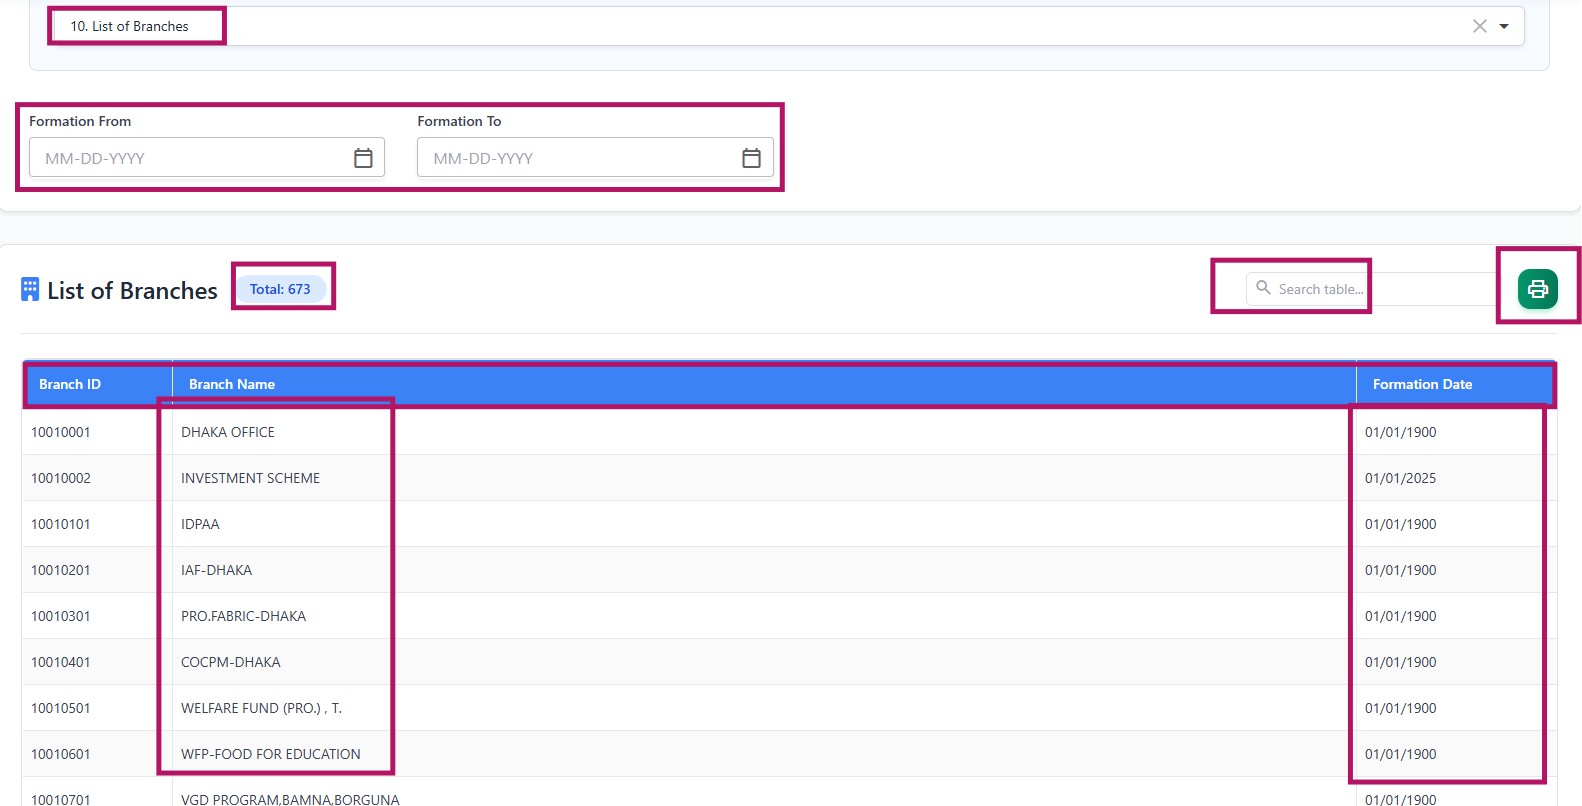 10. List of Branches
Formation From Formation To
MM-DD-YYYY MM-DD-YYYY
List of Branches Total: 673 Search table...
Branch ID Branch Name Formation Date
10010001 DHAKA OFFICE 01/01/1900
10010002 INVESTMENT SCHEME 01/01/2025
10010101 IDPAA 01/01/1900
10010201 IAF-DHAKA 01/01/1900
10010301 PRO.FABRIC-DHAKA 01/01/1900
10010401 COCPM-DHAKA 01/01/1900
10010501 WELFARE FUND (PRO.) , T. 01/01/1900
10010601 WFP-FOOD FOR EDUCATION 01/01/1900
10010701 VGD PROGRAM,BAMNA,BORGUNA 01/01/1900